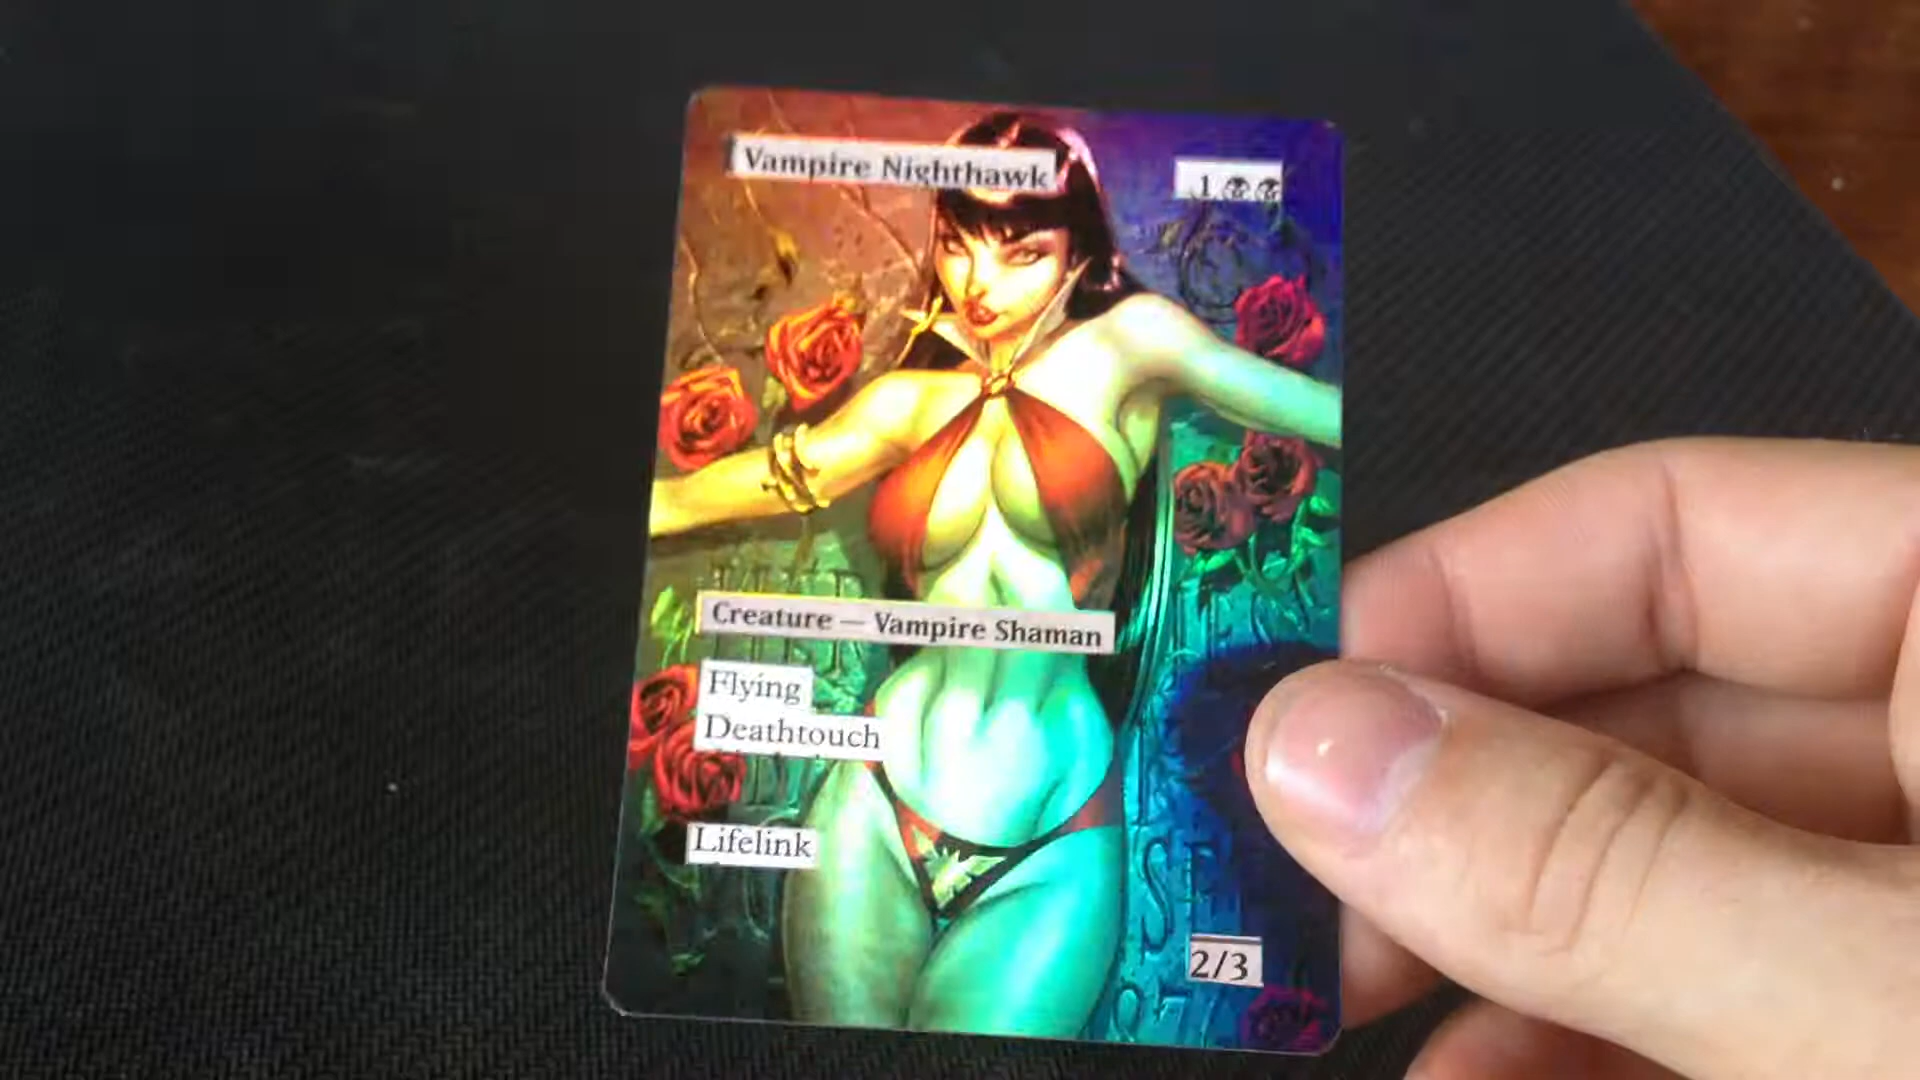 Vampire Nighthawk
1
Creature — Vampire Shaman
Flying
Deathtouch
Lifelink
2/3